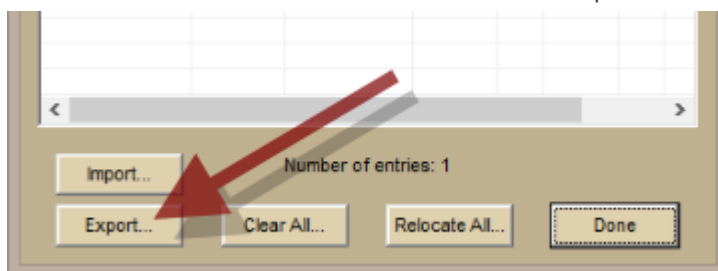 Import...
Number of entries: 1
Export...
Clear All...
Relocate All...
Done